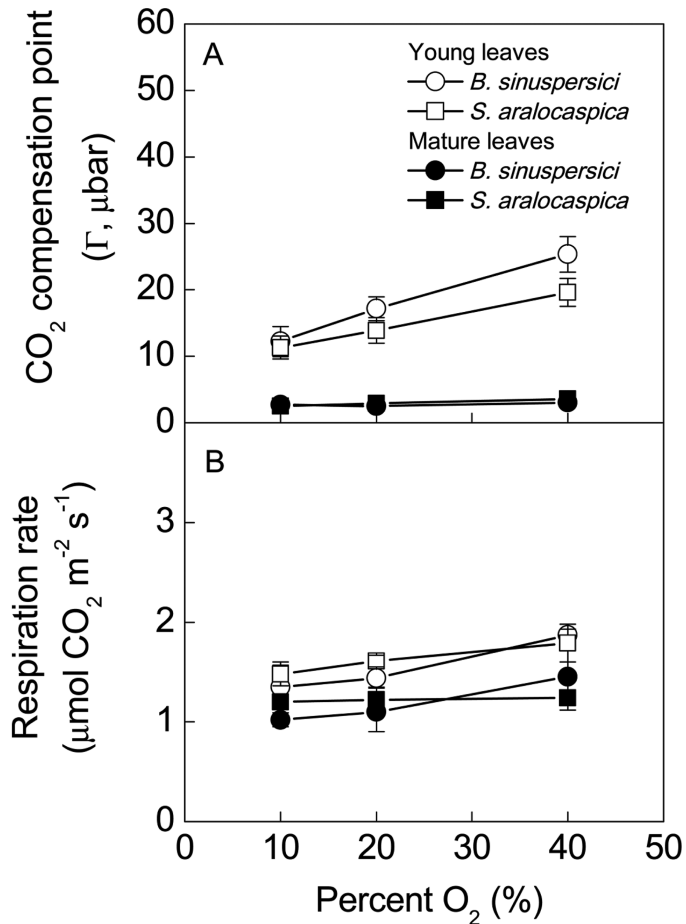 A
Young leaves
B. sinuspersici
S. aralocaspica
Mature leaves
B. sinuspersici
S. aralocaspica
60
50
40
30
20
10
0
CO₂ compensation point
(Γ, μbar)
B
3
2
1
0
Respiration rate
(μmol CO₂ m⁻² s⁻¹)
0 10 20 30 40 50
Percent O₂ (%)